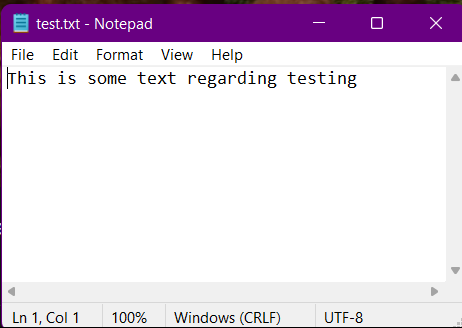 test.txt - Notepad
File Edit Format View Help
This is some text regarding testing
Ln 1, Col 1 100% Windows (CRLF) UTF-8